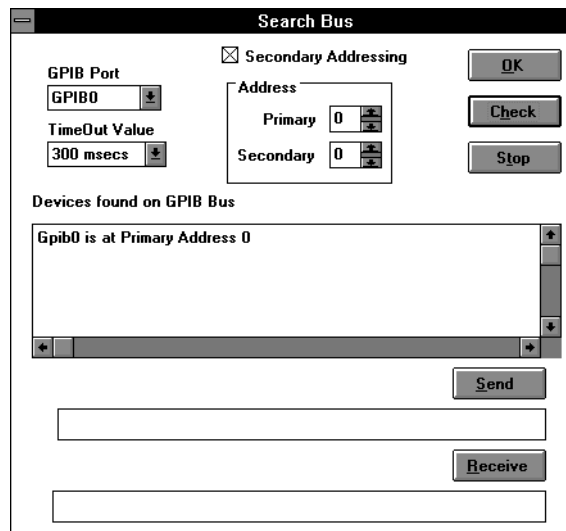 Search Bus
Secondary Addressing
GPIB Port
GPIB0
TimeOut Value
300 msecs
Address
Primary 0
Secondary 0
OK
Check
Stop
Devices found on GPIB Bus
Gpib0 is at Primary Address 0
Send
Receive